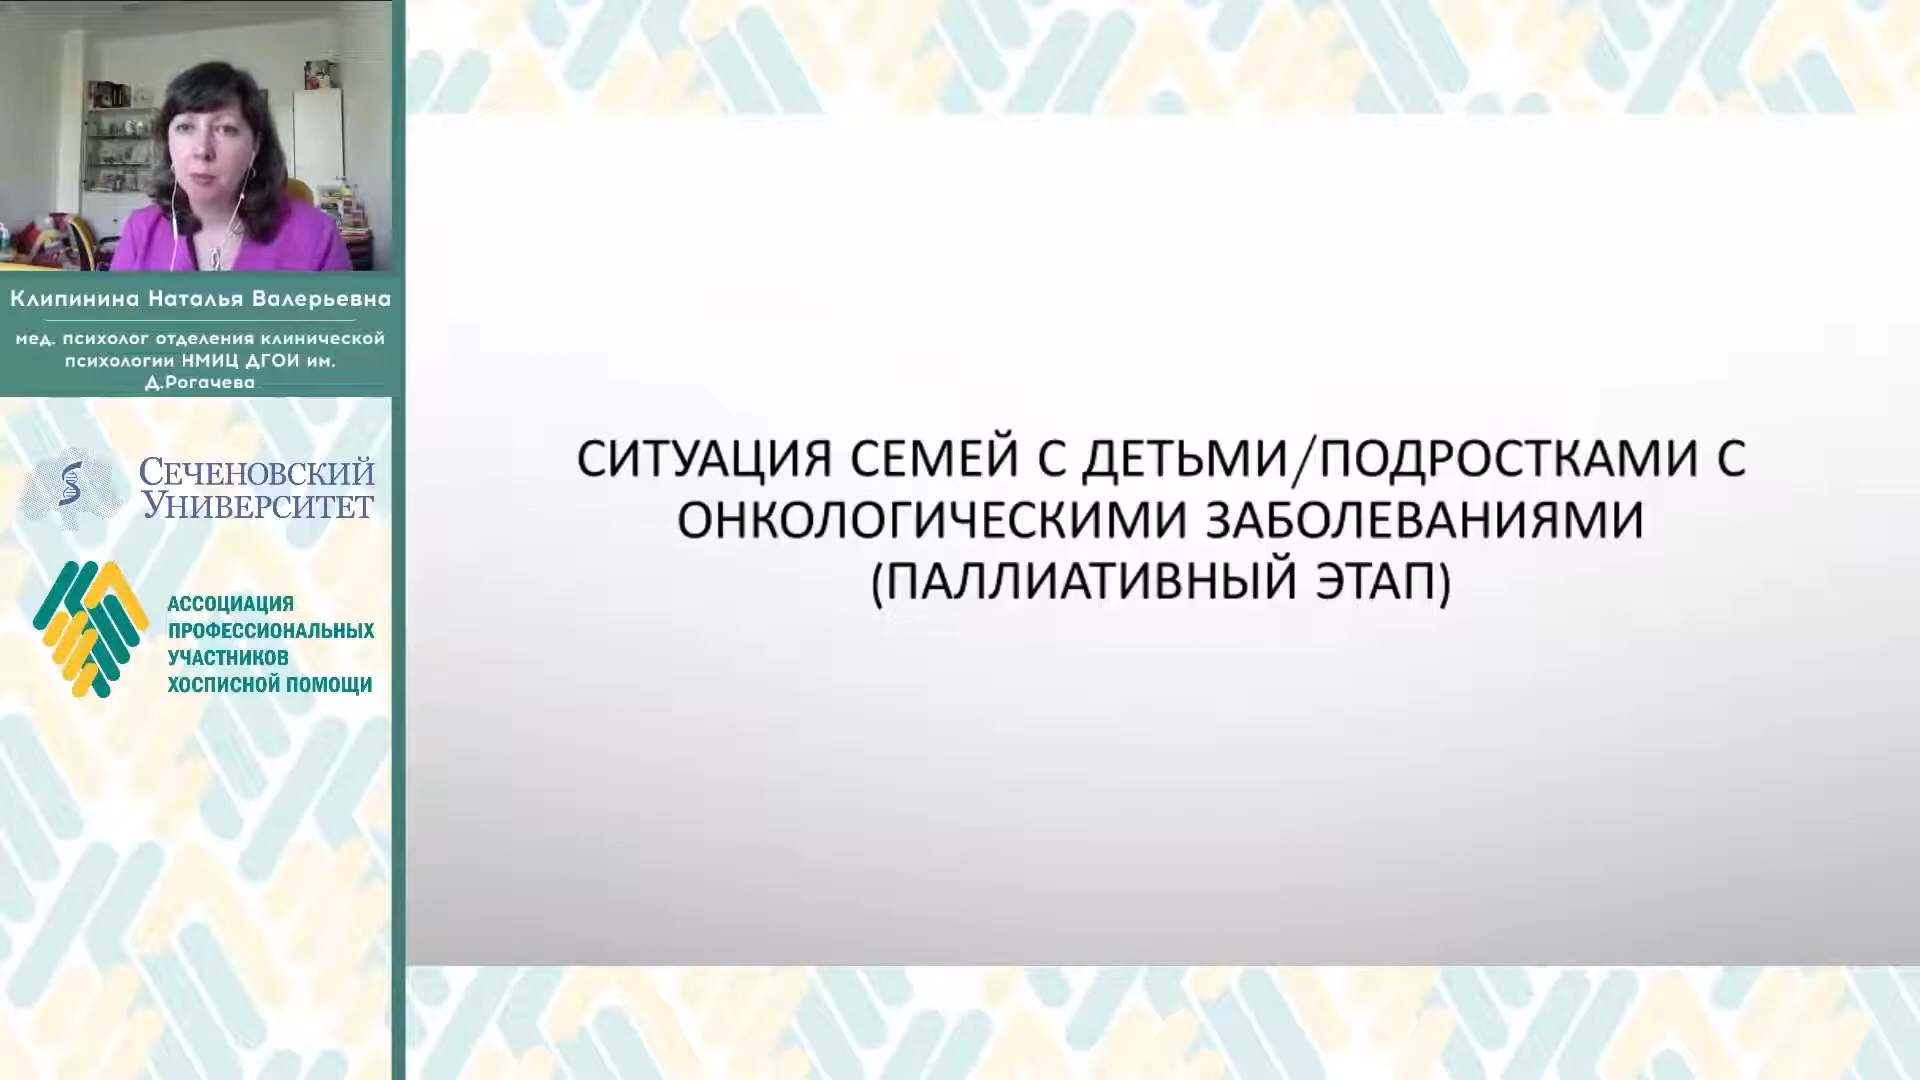 Клипинина Наталья Валерьевна
мед. психолог отделения клинической
психологии НМИЦ ДГОИ им.
Д.Рогачева
СЕЧЕНОВСКИЙ
УНИВЕРСИТЕТ
АССОЦИАЦИЯ
ПРОФЕССИОНАЛЬНЫХ
УЧАСТНИКОВ
ХОСПИСНОЙ ПОМОЩИ
СИТУАЦИЯ СЕМЕЙ С ДЕТЬМИ/ПОДРОСТКАМИ С
ОНКОЛОГИЧЕСКИМИ ЗАБОЛЕВАНИЯМИ
(ПАЛЛИАТИВНЫЙ ЭТАП)